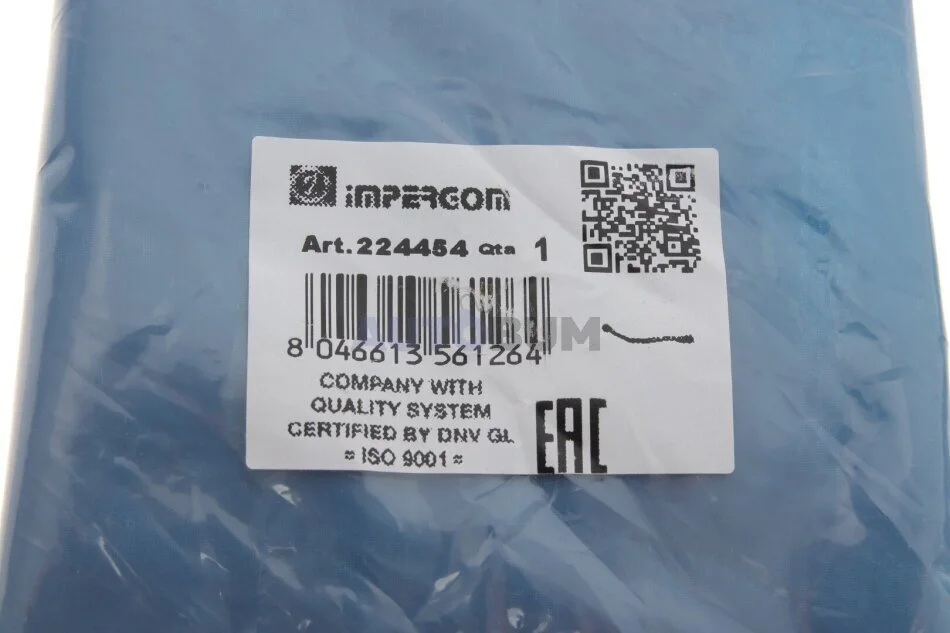 IMPERGOM
Art.224454 Qta 1
AUTOBUM
8 046613 561264
COMPANY WITH
QUALITY SYSTEM
CERTIFIED BY DNV GL
= ISO 9001 =
EAC